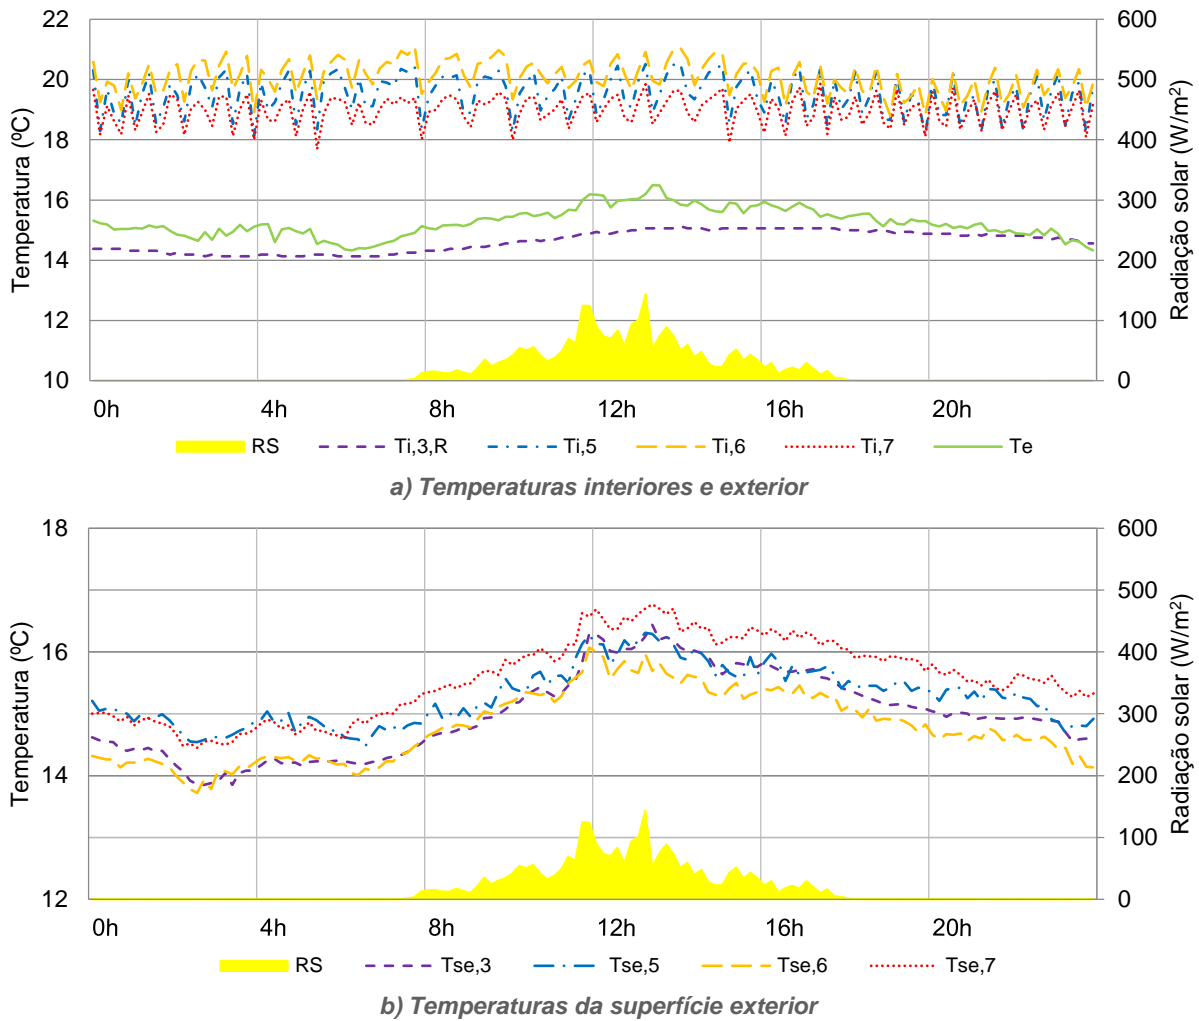 22
20
18
16
14
12
10
Temperatura (ºC)
600
500
400
300
200
100
0
Radiação solar (W/m²)
0h 4h 8h 12h 16h 20h
RS Ti,3,R Ti,5 Ti,6 Ti,7 Te
a) Temperaturas interiores e exterior
18
16
14
12
Temperatura (ºC)
600
500
400
300
200
100
0
Radiação solar (W/m²)
0h 4h 8h 12h 16h 20h
RS Tse,3 Tse,5 Tse,6 Tse,7
b) Temperaturas da superfície exterior